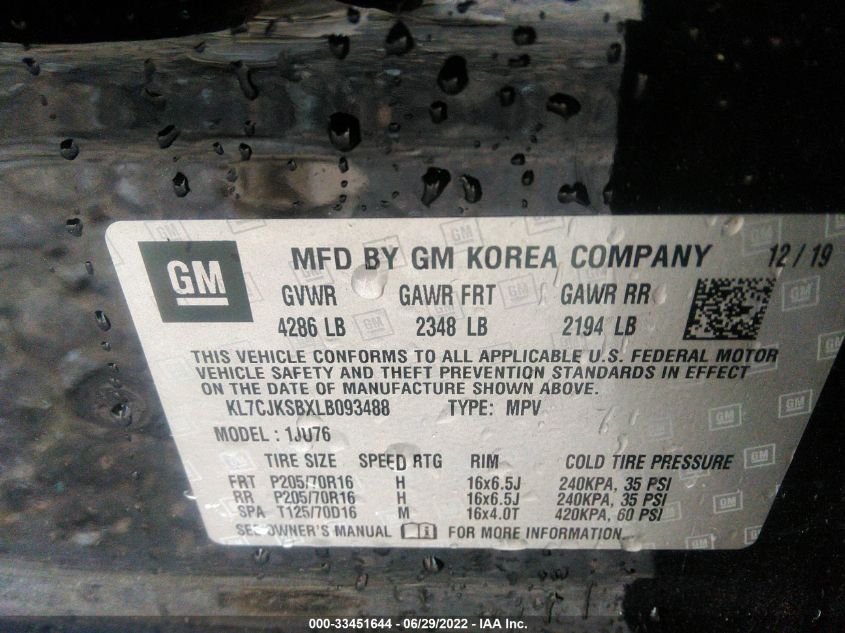 GM
MFD BY GM KOREA COMPANY 12/19
GVWR GAWR FRT GAWR RR
4286 LB 2348 LB 2194 LB
THIS VEHICLE CONFORMS TO ALL APPLICABLE U.S. FEDERAL MOTOR
VEHICLE SAFETY AND THEFT PREVENTION STANDARDS IN EFFECT
ON THE DATE OF MANUFACTURE SHOWN ABOVE.
KL7CJKSBXLB093488 TYPE: MPV
MODEL: 1JU76
TIRE SIZE SPEED RTG RIM COLD TIRE PRESSURE
FRT P205/70R16 H 16x6.5J 240KPA, 35 PSI
RR P205/70R16 H 16x6.5J 240KPA, 35 PSI
SPA T125/70D16 M 16x4.0T 420KPA, 60 PSI
SEE OWNER'S MANUAL FOR MORE INFORMATION.
000-33451644 - 06/29/2022 - IAA Inc.